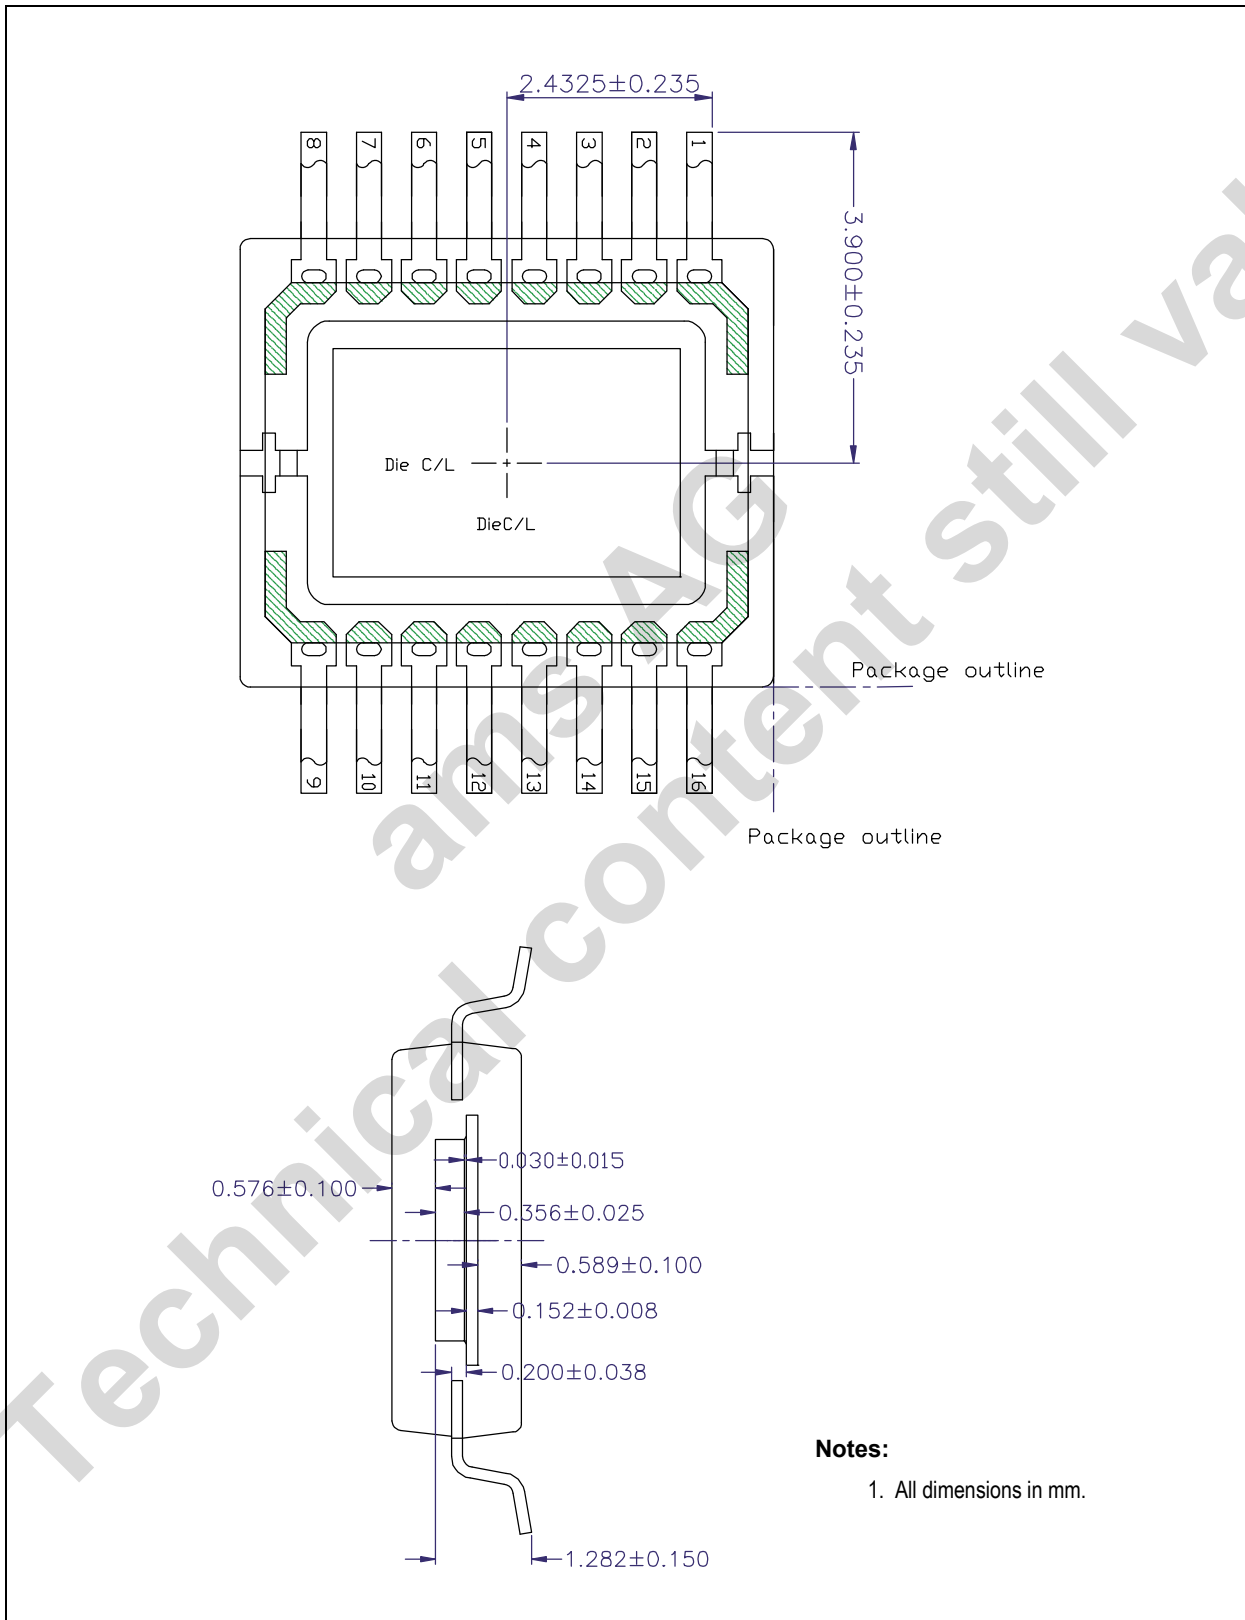 2.4325±0.235
8 7 6 5 4 3 2 1
3.900±0.235
Die C/L
DieC/L
9 10 11 12 13 14 15 16
Package outline
Package outline
0.030±0.015
0.576±0.100
0.356±0.025
0.589±0.100
0.152±0.008
0.200±0.038
1.282±0.150
Notes:
1. All dimensions in mm.
ams AG
Technical content still